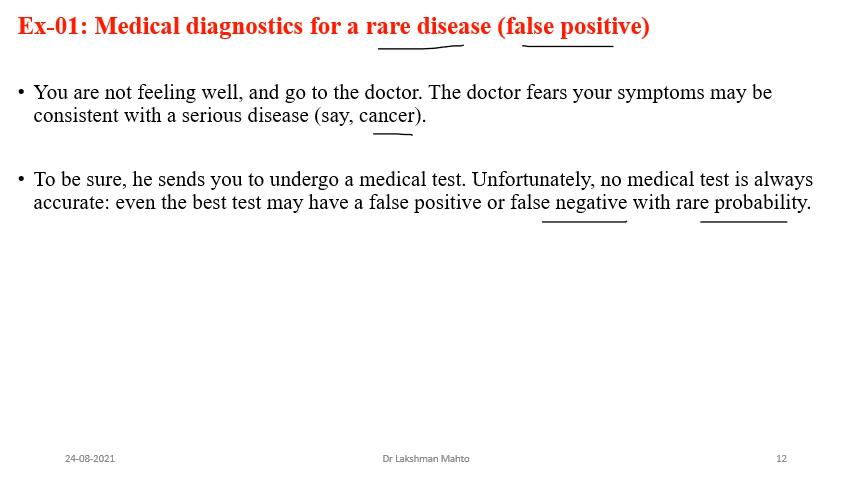 Ex-01: Medical diagnostics for a rare disease (false positive)
• You are not feeling well, and go to the doctor. The doctor fears your symptoms may be
consistent with a serious disease (say, cancer).
• To be sure, he sends you to undergo a medical test. Unfortunately, no medical test is always
accurate: even the best test may have a false positive or false negative with rare probability.
24-08-2021
Dr Lakshman Mahto
12